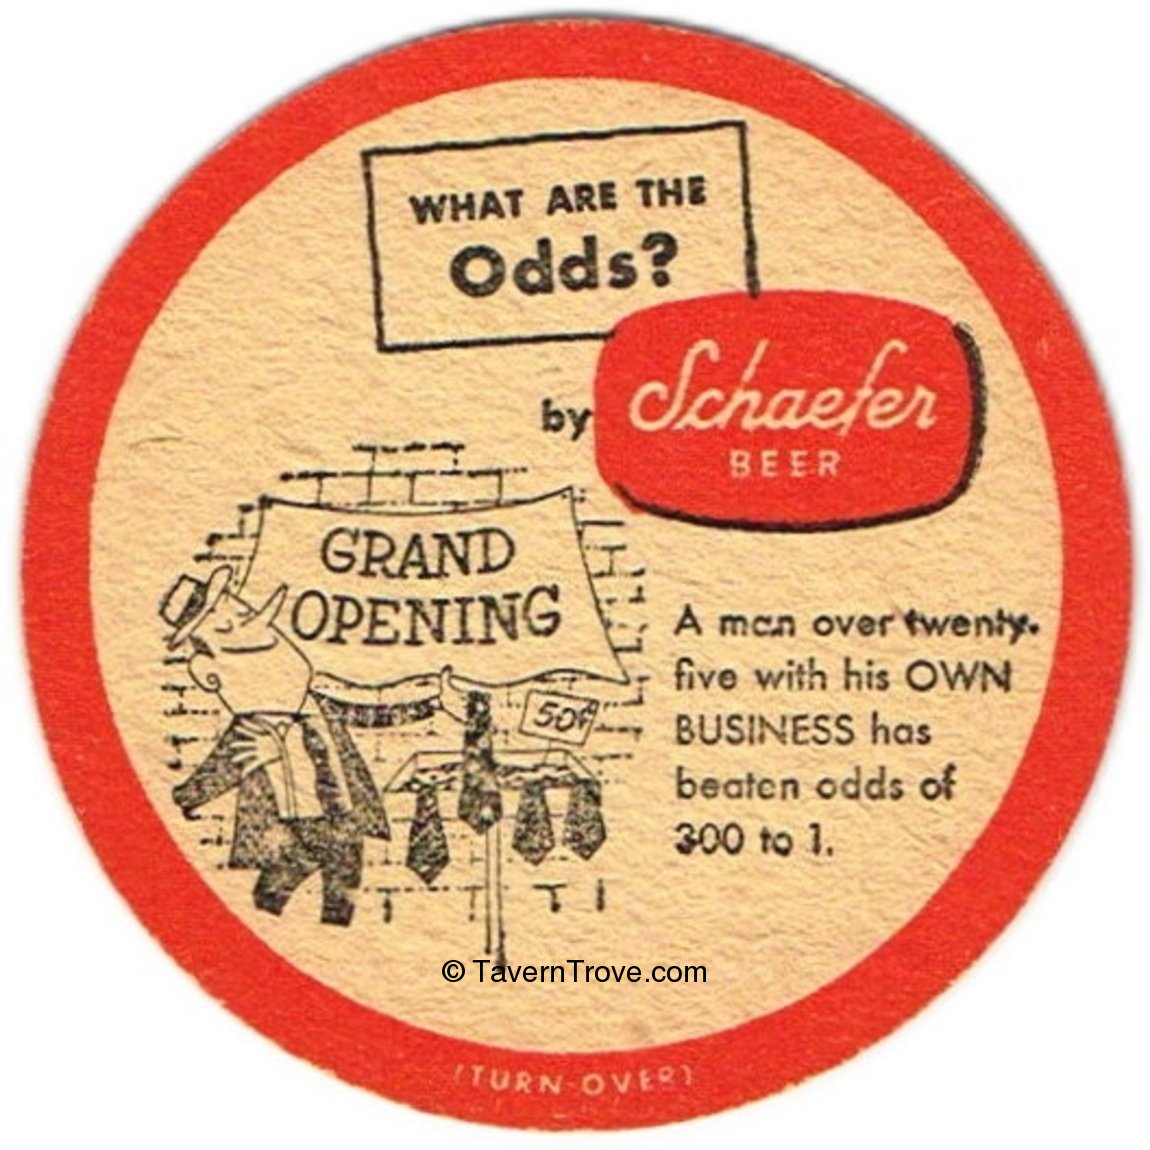 WHAT ARE THE
Odds?
by Schaefer
BEER
GRAND
OPENING
50¢
A man over twenty-
five with his OWN
BUSINESS has
beaten odds of
300 to 1.
© TavernTrove.com
(TURN OVER)